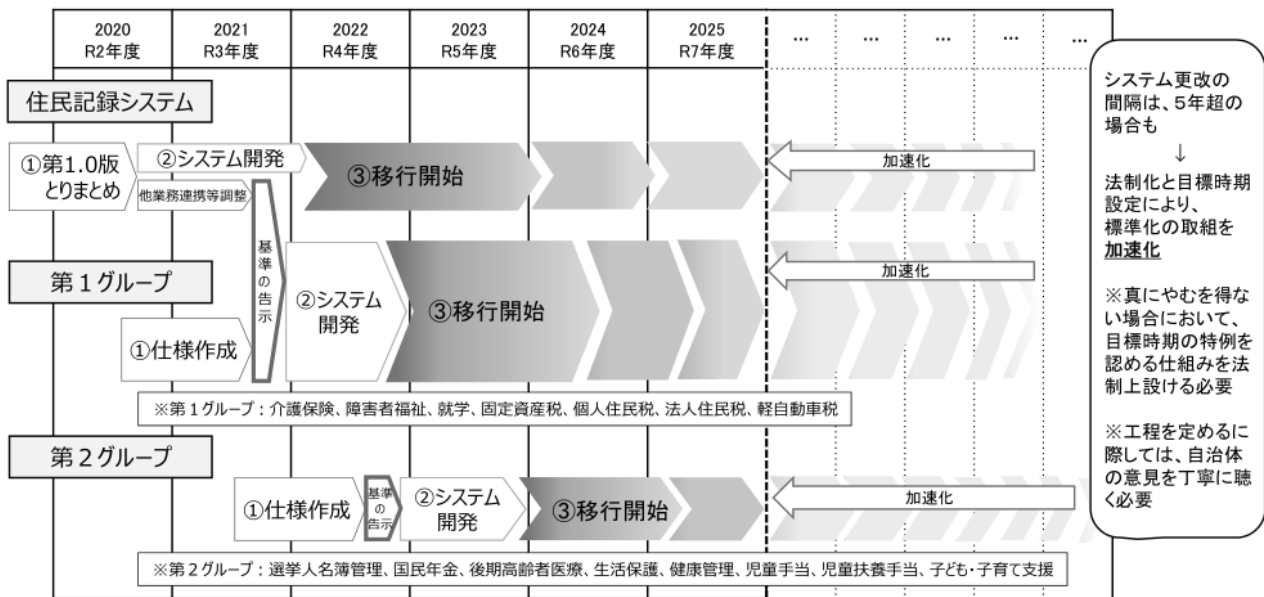 2020
R2年度
2021
R3年度
2022
R4年度
2023
R5年度
2024
R6年度
2025
R7年度
…
…
…
…
…
住民記録システム
①第1.0版
とりまとめ
②システム開発
他業務連携等調整
③移行開始
加速化
基準の告示
第1グループ
①仕様作成
②システム
開発
③移行開始
加速化
※第1グループ：介護保険、障害者福祉、就学、固定資産税、個人住民税、法人住民税、軽自動車税
第2グループ
①仕様作成
基準の告示
②システム
開発
③移行開始
加速化
※第2グループ：選挙人名簿管理、国民年金、後期高齢者医療、生活保護、健康管理、児童手当、児童扶養手当、子ども・子育て支援
システム更改の
間隔は、5年超の
場合も
↓
法制化と目標時期
設定により、
標準化の取組を
加速化
※真にやむを得な
い場合において、
目標時期の特例を
認める仕組みを法
制上設ける必要
※工程を定めるに
際しては、自治体
の意見を丁寧に聴
く必要